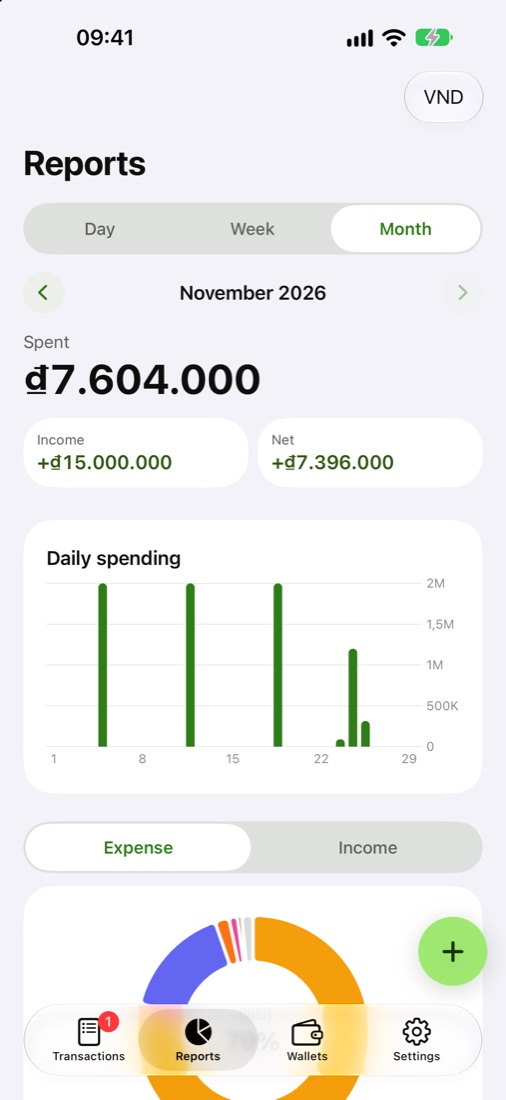 09:41
VND
Reports
Day Week Month
November 2026
Spent
₫7.604.000
Income
+₫15.000.000
Net
+₫7.396.000
Daily spending
2M
1,5M
1M
500K
0
1 8 15 22 29
Expense Income
79%
1
Transactions Reports Wallets Settings